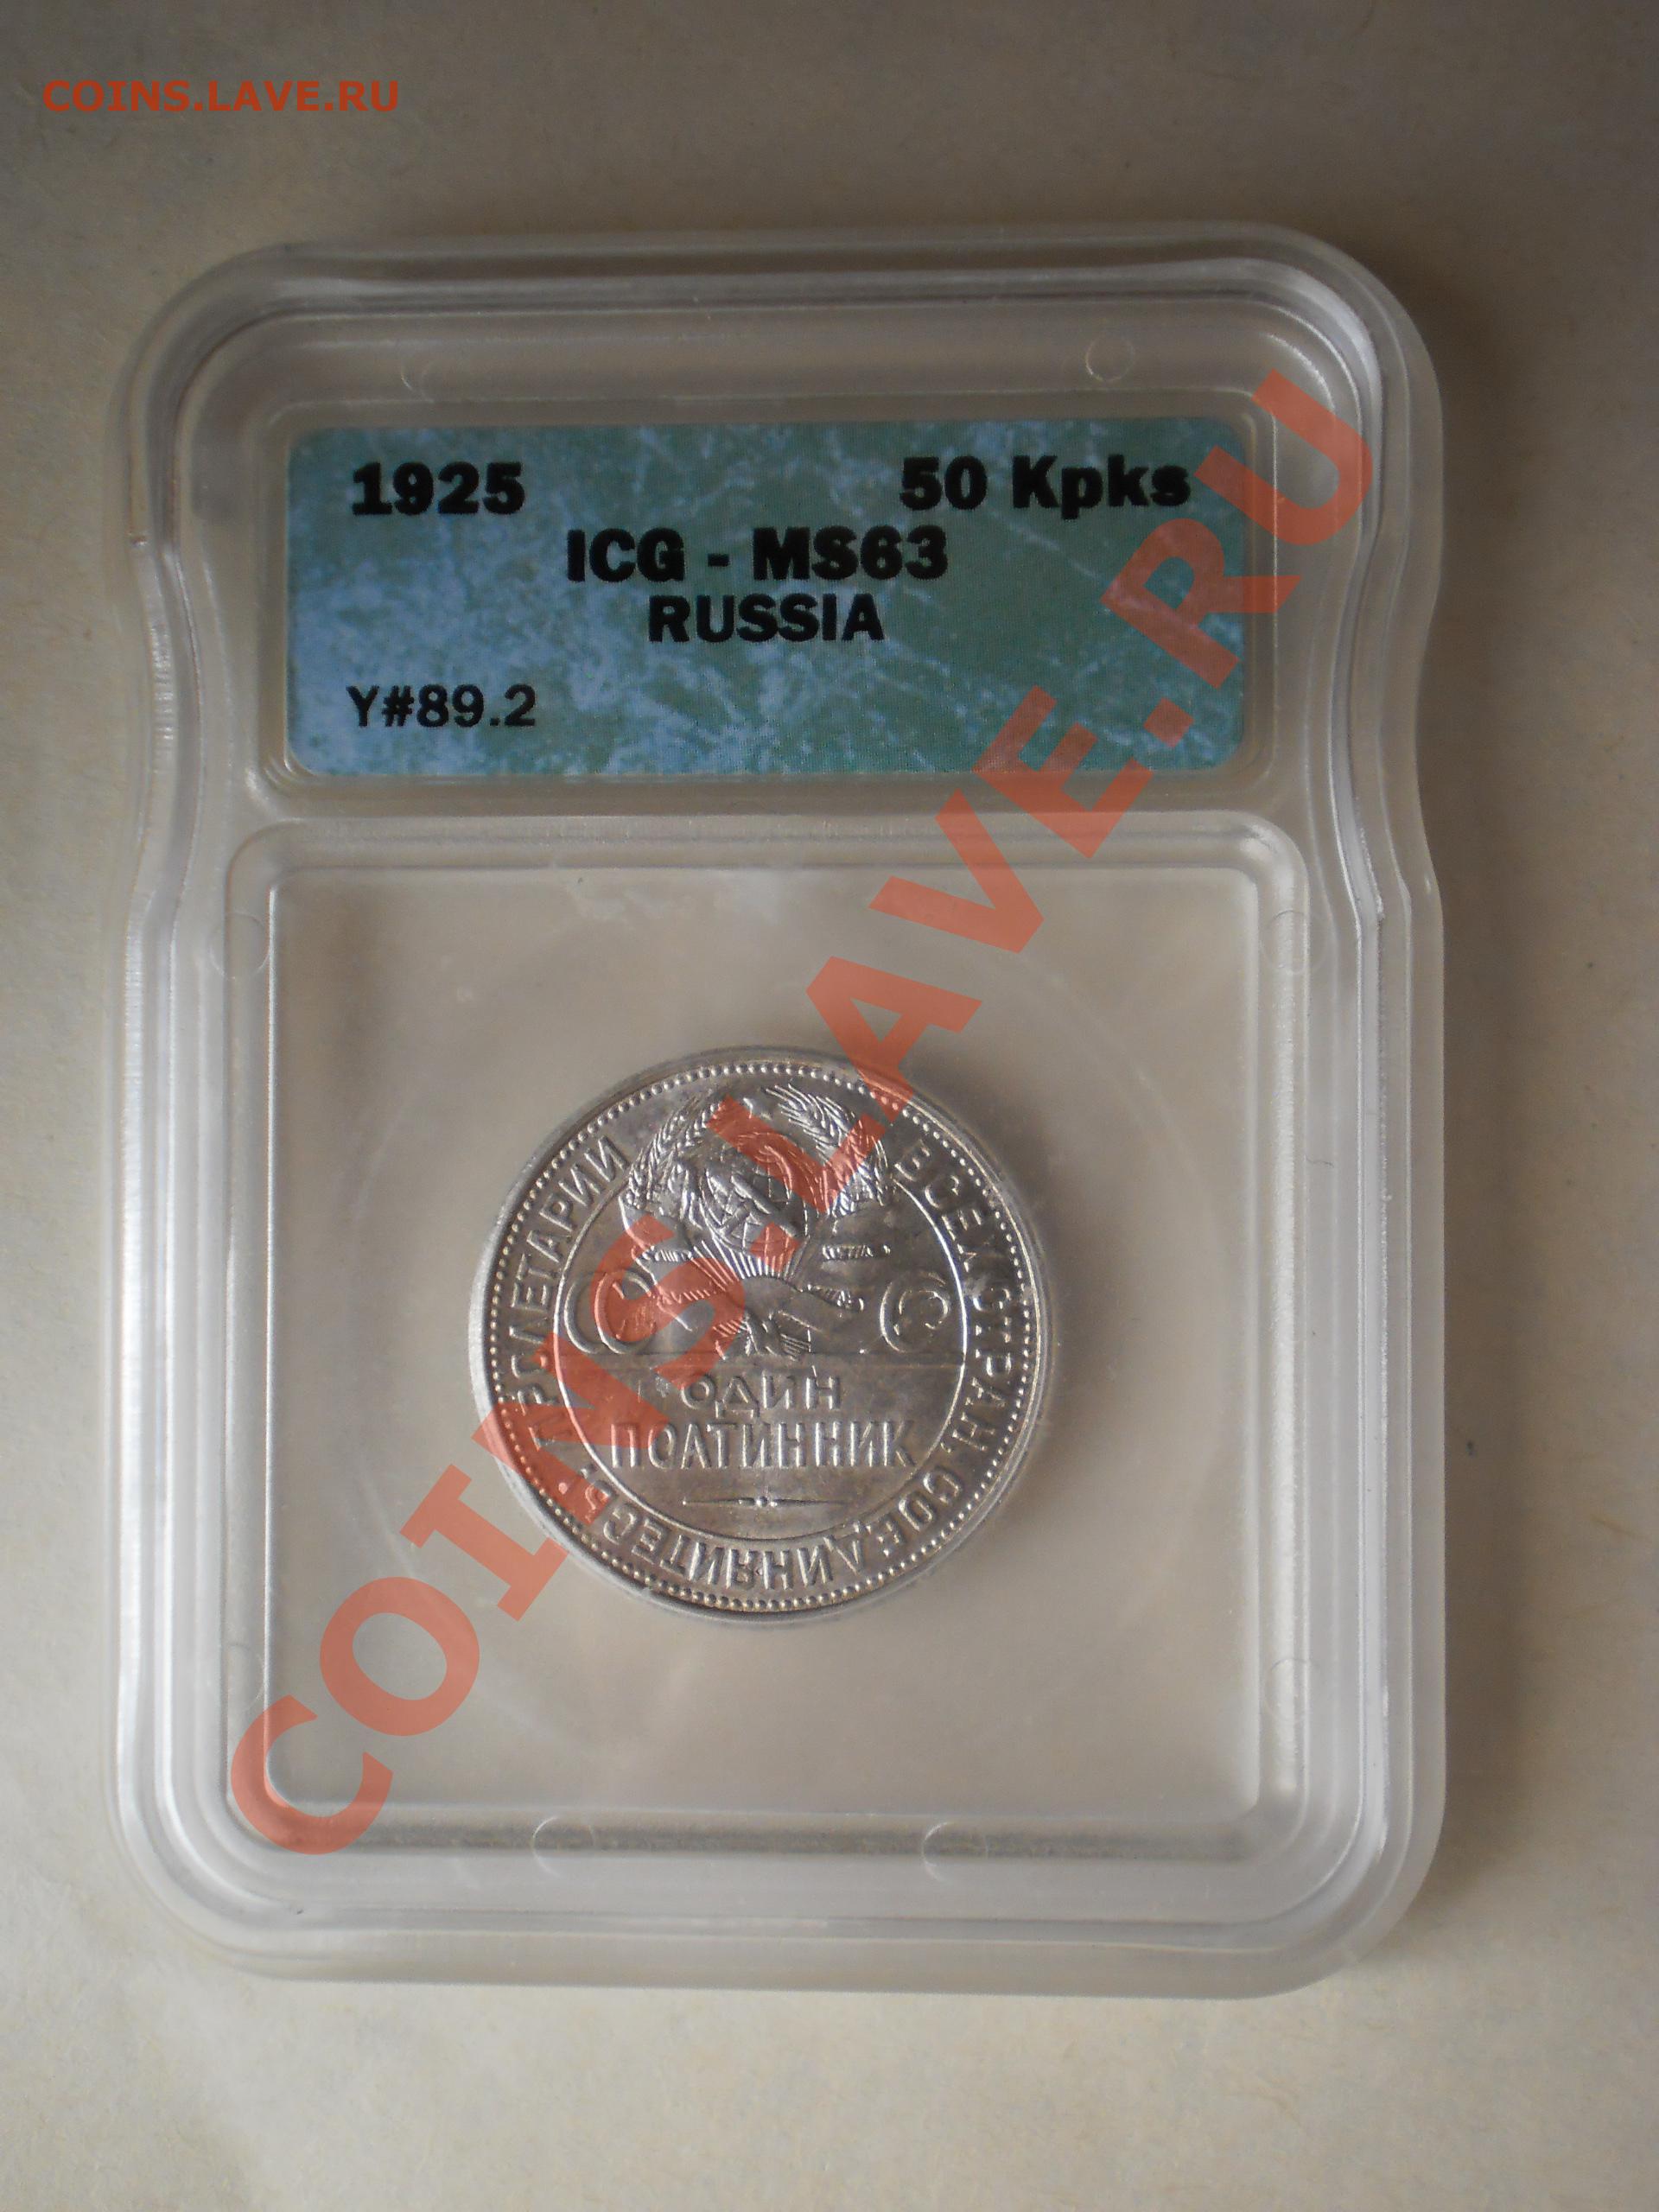 COINS.LAVE.RU
1925 50 Kpks
ICG - MS63
RUSSIA
Y#89.2
COINS.LAVE.RU
ПРОЛЕТАРИИ ВСЕХ СТРАН, СОЕДИНЯЙТЕСЬ!
С С
С Р
ОДИН
ПОЛТИННИК